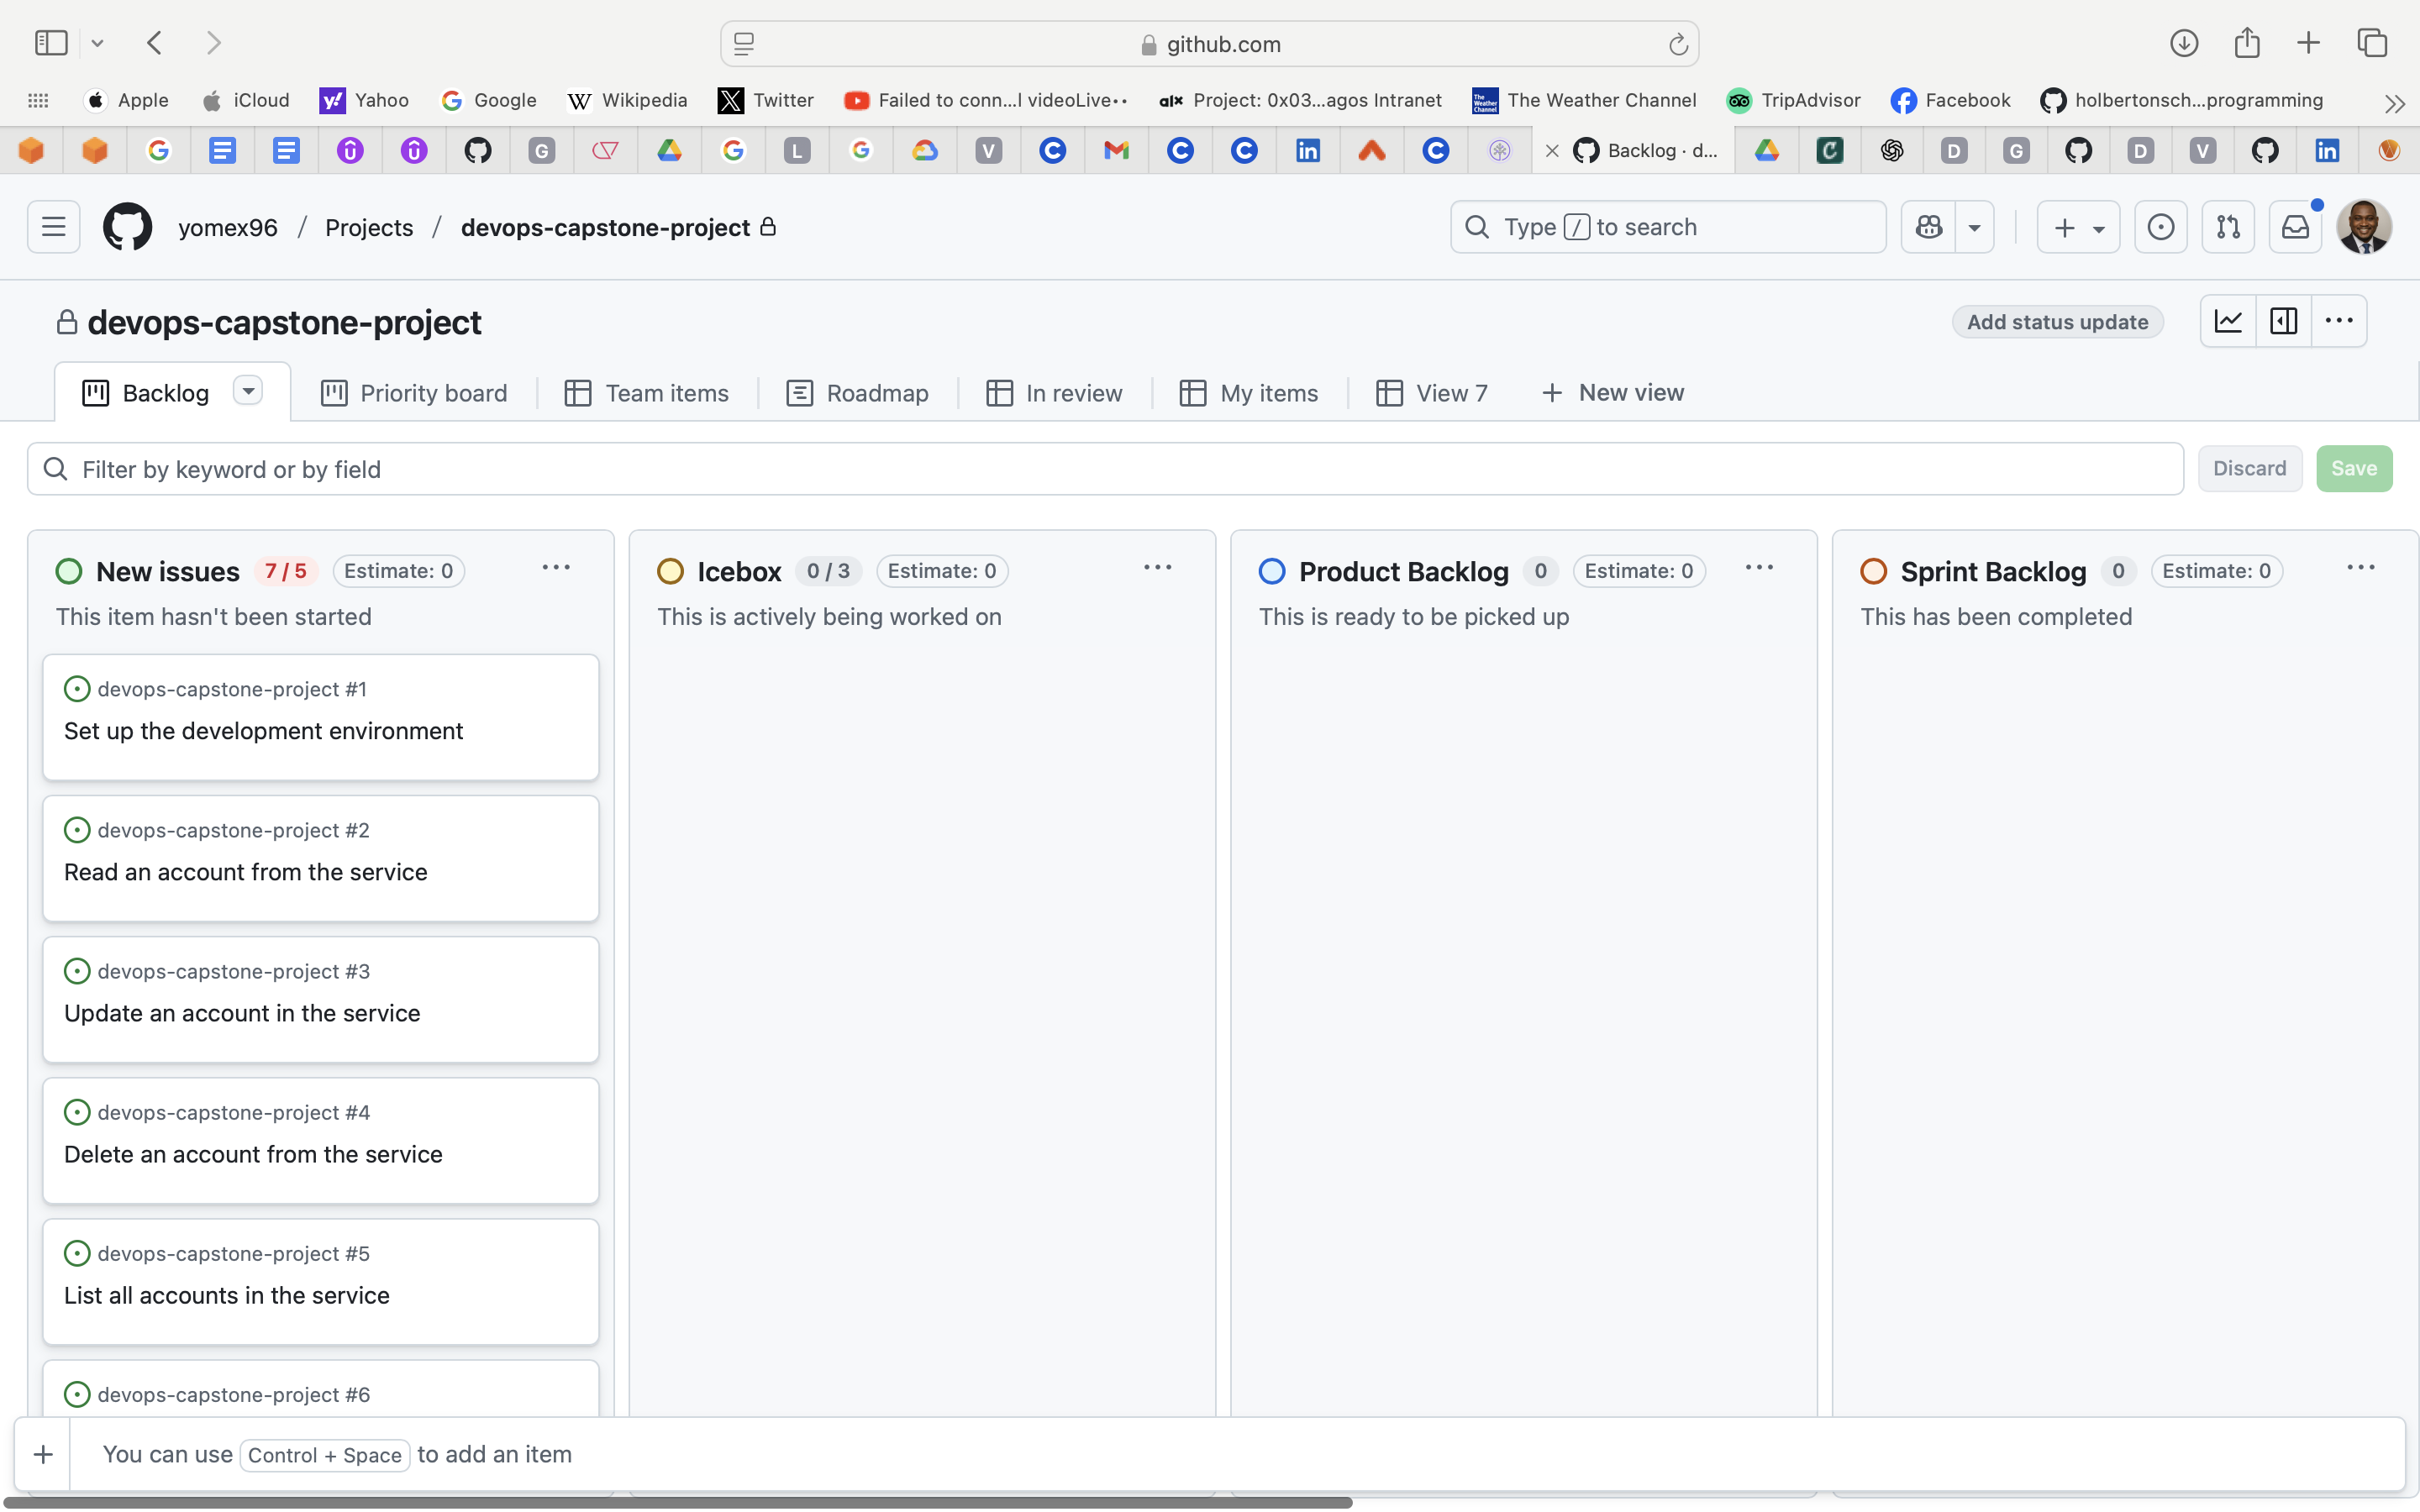 github.com
Apple
iCloud
Yahoo
Google
W Wikipedia
X Twitter
Failed to conn...l videoLive••
alx Project: 0x03...agos Intranet
The Weather Channel The Weather Channel
TripAdvisor
Facebook
holbertonsch...programming
Backlog · d...
yomex96 / Projects / devops-capstone-project
Type / to search
devops-capstone-project
Add status update
Backlog
Priority board
Team items
Roadmap
In review
My items
View 7
+ New view
Filter by keyword or by field
Discard
Save
New issues 7 / 5 Estimate: 0
This item hasn't been started
devops-capstone-project #1
Set up the development environment
devops-capstone-project #2
Read an account from the service
devops-capstone-project #3
Update an account in the service
devops-capstone-project #4
Delete an account from the service
devops-capstone-project #5
List all accounts in the service
devops-capstone-project #6
Icebox 0 / 3 Estimate: 0
This is actively being worked on
Product Backlog 0 Estimate: 0
This is ready to be picked up
Sprint Backlog 0 Estimate: 0
This has been completed
+ You can use Control + Space to add an item